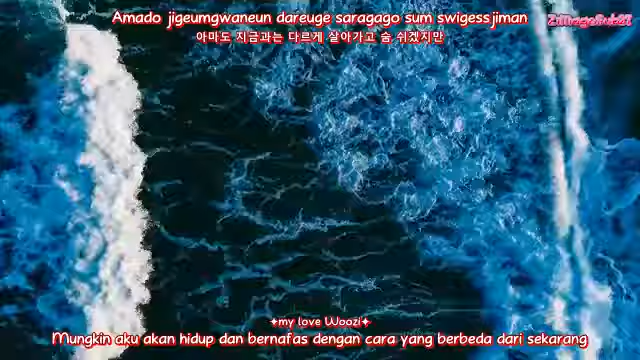 Amado jigeumgwaneun dareuge saragago sum swigessjiman
아마도 지금과는 다르게 살아가고 숨 쉬겠지만
✦my love Woozi✦
Mungkin aku akan hidup dan bernafas dengan cara yang berbeda dari sekarang